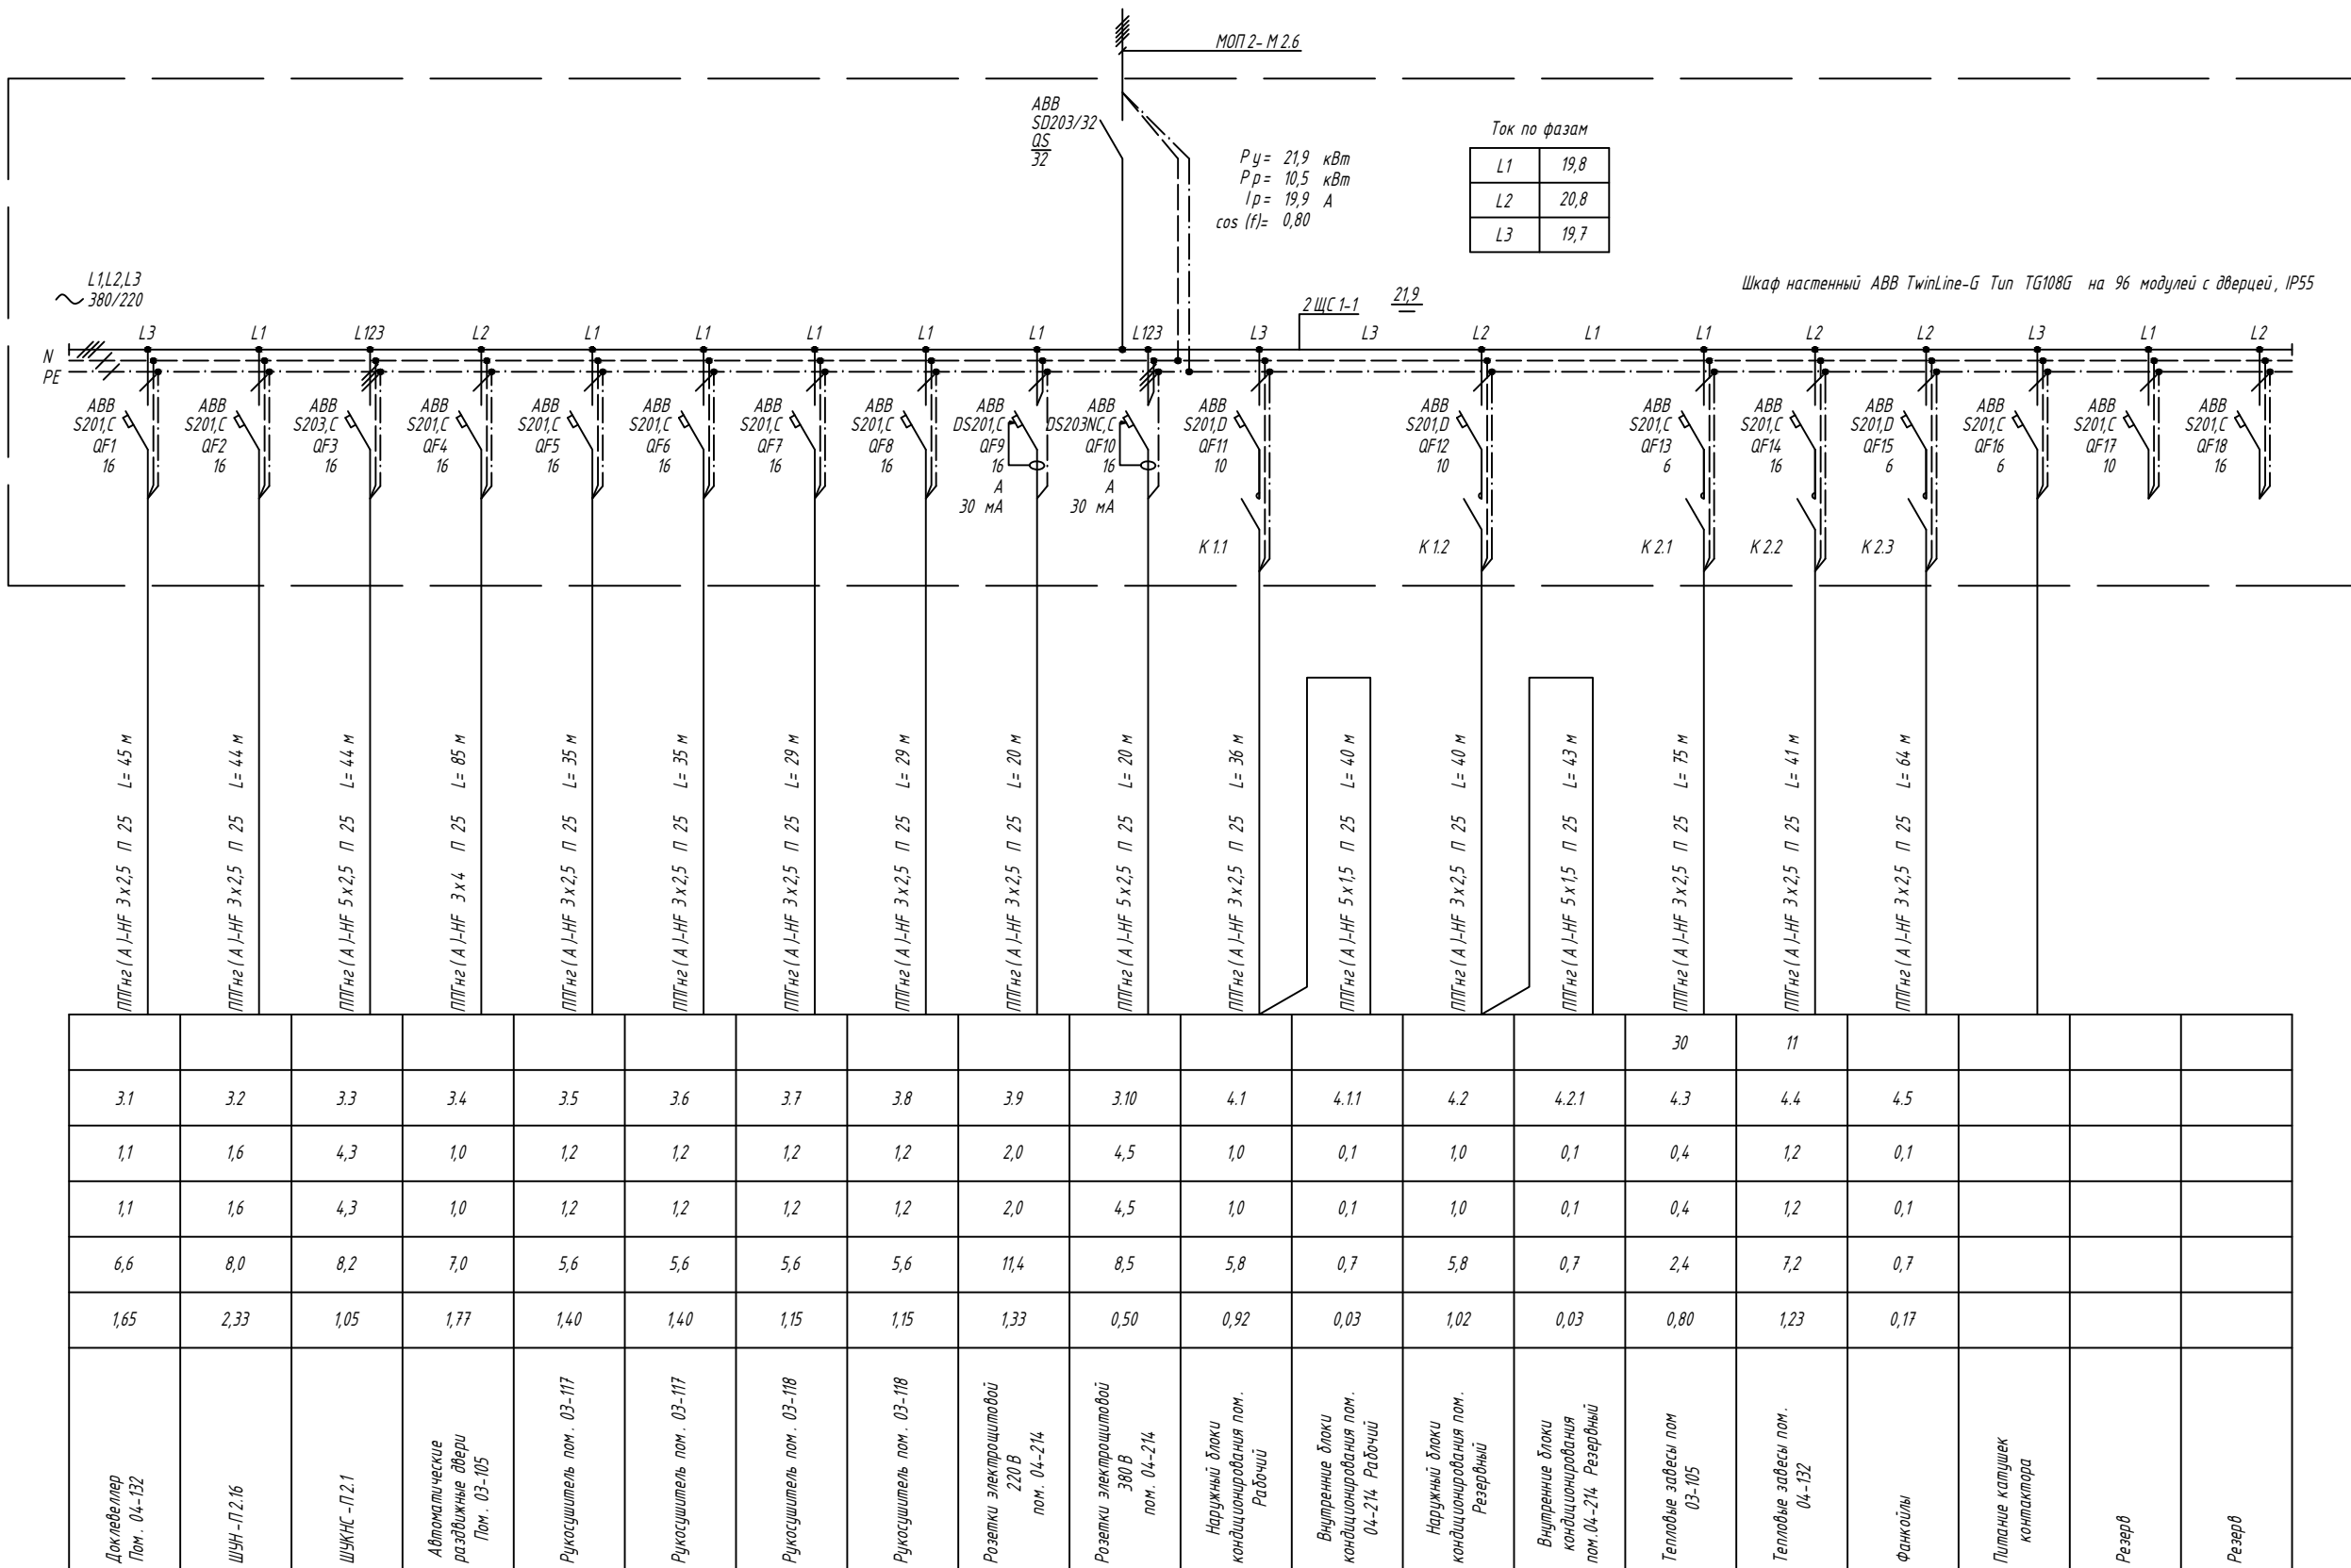 МОП 2- М 2.6
ABB
SD203/32
QS
32
Ру= 21,9 кВт
Рр= 10,5 кВт
Iр= 19,9 А
cos (f)= 0,80
Ток по фазам
L1 19,8
L2 20,8
L3 19,7
L1,L2,L3
380/220
2 ЩС 1-1
21,9
Шкаф настенный ABB TwinLine-G Тип TG108G на 96 модулей с дверцей, IP55
L3 L1 L123 L2 L1 L1 L1 L1 L1 L123 L3 L3 L2 L1 L1 L2 L2 L3 L1 L2
N
PE
ABB ABB ABB ABB ABB ABB ABB ABB ABB ABB ABB ABB ABB ABB ABB ABB ABB ABB
S201,C S201,C S203,C S201,C S201,C S201,C S201,C S201,C DS201,C DS203NC,C S201,D S201,D S201,C S201,C S201,D S201,C S201,C S201,C
QF1 QF2 QF3 QF4 QF5 QF6 QF7 QF8 QF9 QF10 QF11 QF12 QF13 QF14 QF15 QF16 QF17 QF18
16 16 16 16 16 16 16 16 16 16 10 10 6 16 6 6 10 16
A A
30 мА 30 мА
К 1.1 К 1.2 К 2.1 К 2.2 К 2.3
ППГнг(А)-HF 3х2,5 П 25 L= 45 м
ППГнг(А)-HF 3х2,5 П 25 L= 44 м
ППГнг(А)-HF 5х2,5 П 25 L= 44 м
ППГнг(А)-HF 3х4 П 25 L= 85 м
ППГнг(А)-HF 3х2,5 П 25 L= 35 м
ППГнг(А)-HF 3х2,5 П 25 L= 35 м
ППГнг(А)-HF 3х2,5 П 25 L= 29 м
ППГнг(А)-HF 3х2,5 П 25 L= 29 м
ППГнг(А)-HF 3х2,5 П 25 L= 20 м
ППГнг(А)-HF 5х2,5 П 25 L= 20 м
ППГнг(А)-HF 3х2,5 П 25 L= 36 м
ППГнг(А)-HF 5х1,5 П 25 L= 40 м
ППГнг(А)-HF 3х2,5 П 25 L= 40 м
ППГнг(А)-HF 5х1,5 П 25 L= 43 м
ППГнг(А)-HF 3х2,5 П 25 L= 75 м
ППГнг(А)-HF 3х2,5 П 25 L= 41 м
ППГнг(А)-HF 3х2,5 П 25 L= 64 м
30 11
3.1 3.2 3.3 3.4 3.5 3.6 3.7 3.8 3.9 3.10 4.1 4.1.1 4.2 4.2.1 4.3 4.4 4.5
1,1 1,6 4,3 1,0 1,2 1,2 1,2 1,2 2,0 4,5 1,0 0,1 1,0 0,1 0,4 1,2 0,1
1,1 1,6 4,3 1,0 1,2 1,2 1,2 1,2 2,0 4,5 1,0 0,1 1,0 0,1 0,4 1,2 0,1
6,6 8,0 8,2 7,0 5,6 5,6 5,6 5,6 11,4 8,5 5,8 0,7 5,8 0,7 2,4 7,2 0,7
1,65 2,33 1,05 1,77 1,40 1,40 1,15 1,15 1,33 0,50 0,92 0,03 1,02 0,03 0,80 1,23 0,17
Доклевеллер
Пом. 04-132
ШУН-П2.16
ШУКНС-П2.1
Автоматические
раздвижные двери
Пом. 03-105
Рукосушитель пом. 03-117
Рукосушитель пом. 03-117
Рукосушитель пом. 03-118
Рукосушитель пом. 03-118
Розетки электрощитовой
220 В
пом. 04-214
Розетки электрощитовой
380 В
пом. 04-214
Наружный блоки
кондиционирования пом.
Рабочий
Внутренние блоки
кондиционирования пом.
04-214 Рабочий
Наружный блоки
кондиционирования пом.
Резервный
Внутренние блоки
кондиционирования
пом.04-214 Резервный
Тепловые завесы пом
03-105
Тепловые завесы пом.
04-132
Фанкойлы
Питание катушек
контактора
Резерв
Резерв